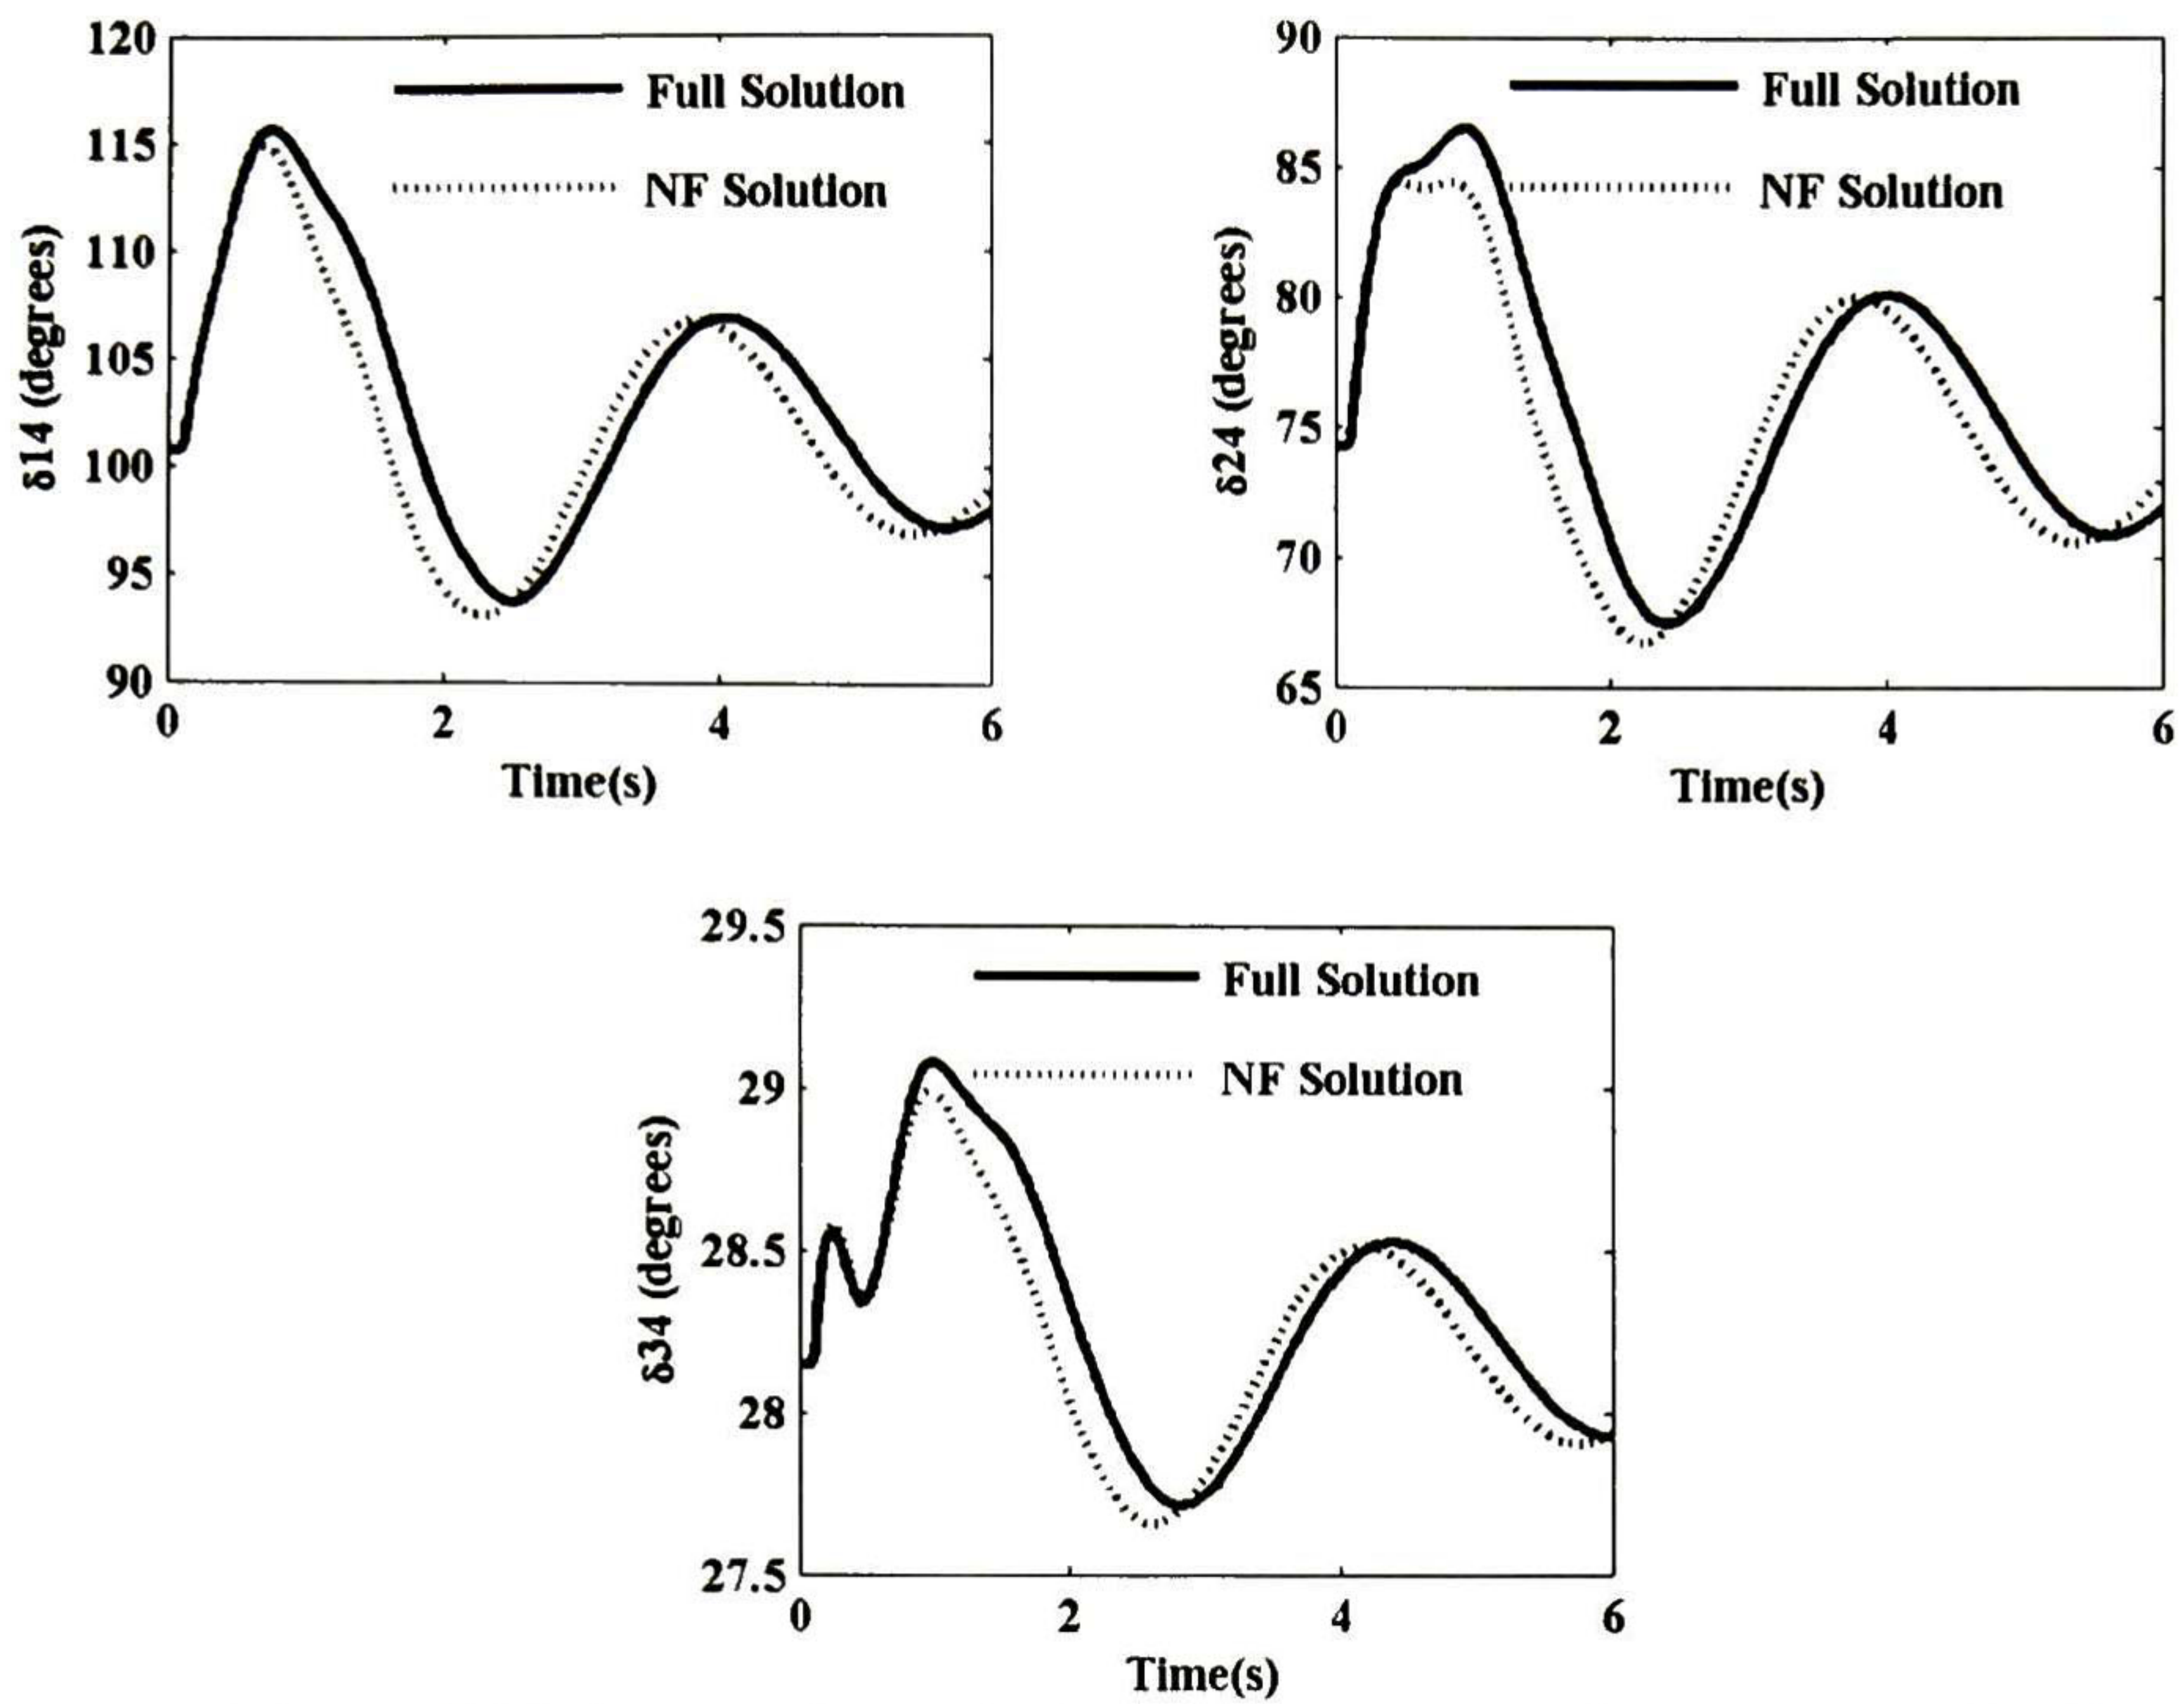 120
115
110
105
100
95
90
δ14 (degrees)
Full Solution
NF Solution
0 2 4 6
Time(s)
90
85
80
75
70
65
δ24 (degrees)
Full Solution
NF Solution
0 2 4 6
Time(s)
29.5
29
28.5
28
27.5
δ34 (degrees)
Full Solution
NF Solution
0 2 4 6
Time(s)